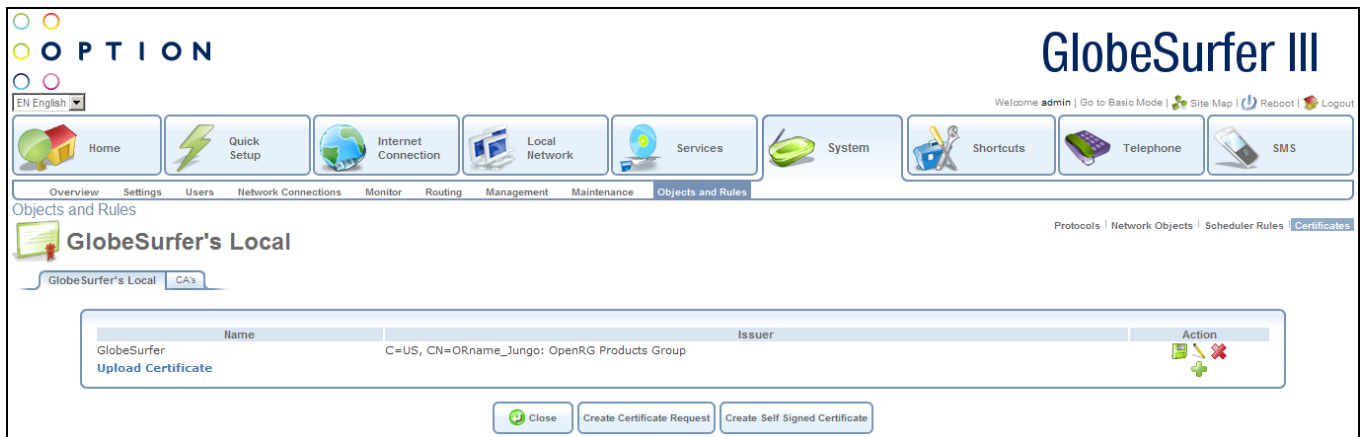 OPTION
GlobeSurfer III
EN English
Welcome admin | Go to Basic Mode | Site Map | Reboot | Logout
Home
Quick Setup
Internet Connection
Local Network
Services
System
Shortcuts
Telephone
SMS
Overview Settings Users Network Connections Monitor Routing Management Maintenance Objects and Rules
Objects and Rules
Protocols | Network Objects | Scheduler Rules | Certificates
GlobeSurfer's Local
GlobeSurfer's Local CA's
Name Issuer Action
GlobeSurfer C=US, CN=ORname_Jungo: OpenRG Products Group
Upload Certificate
Close Create Certificate Request Create Self Signed Certificate